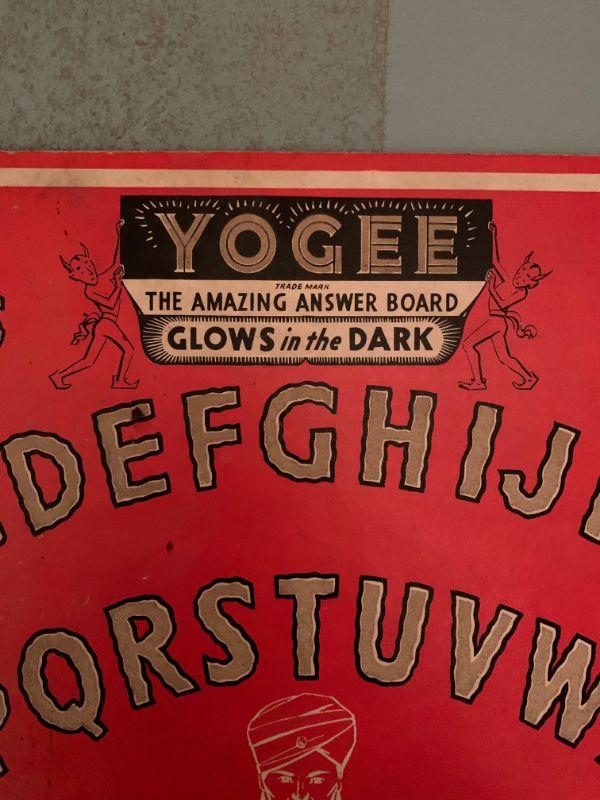 YOGEE
TRADE MARK
THE AMAZING ANSWER BOARD
GLOWS in the DARK
DEFGHIJ
QRSTUVW